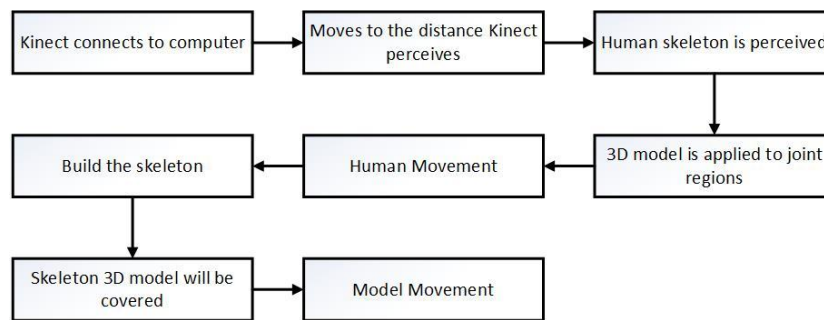 Kinect connects to computer
Moves to the distance Kinect
perceives
Human skeleton is perceived
3D model is applied to joint
regions
Human Movement
Build the skeleton
Skeleton 3D model will be
covered
Model Movement